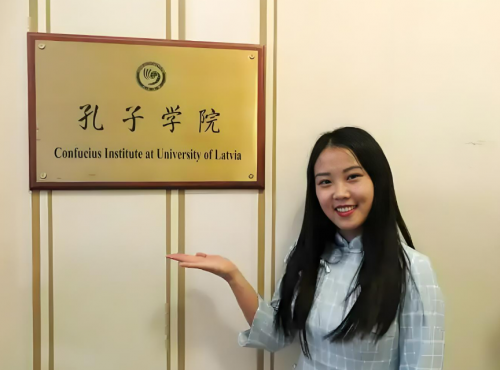 孔子学院
Confucius Institute at University of Latvia